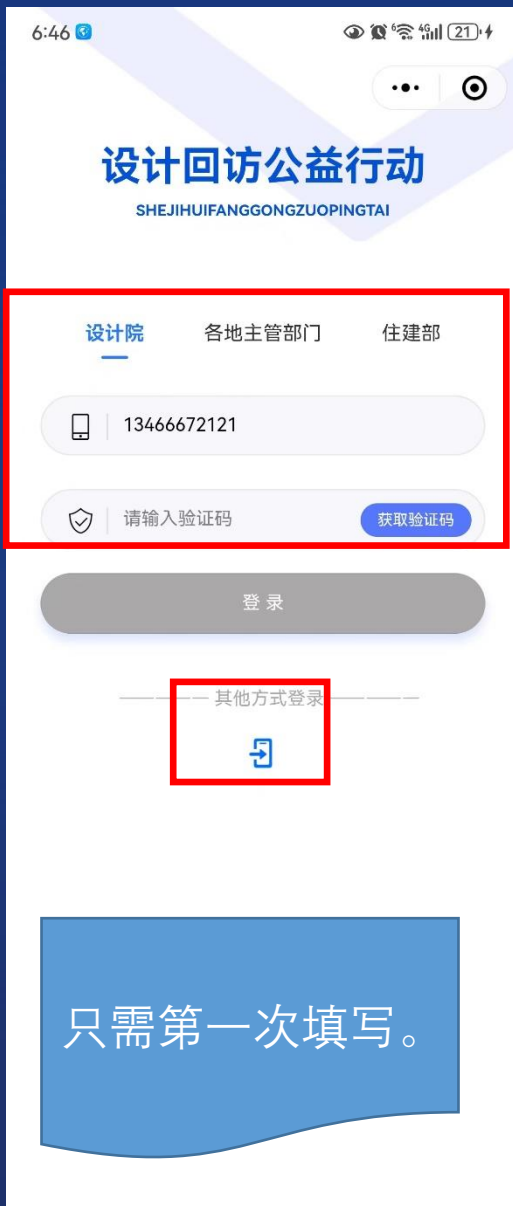 6:46
4G
21
设计回访公益行动
SHEJIHUIFANGGONGZUOPINGTAI
设计院 各地主管部门 住建部
13466672121
请输入验证码 获取验证码
登 录
其他方式登录
只需第一次填写。